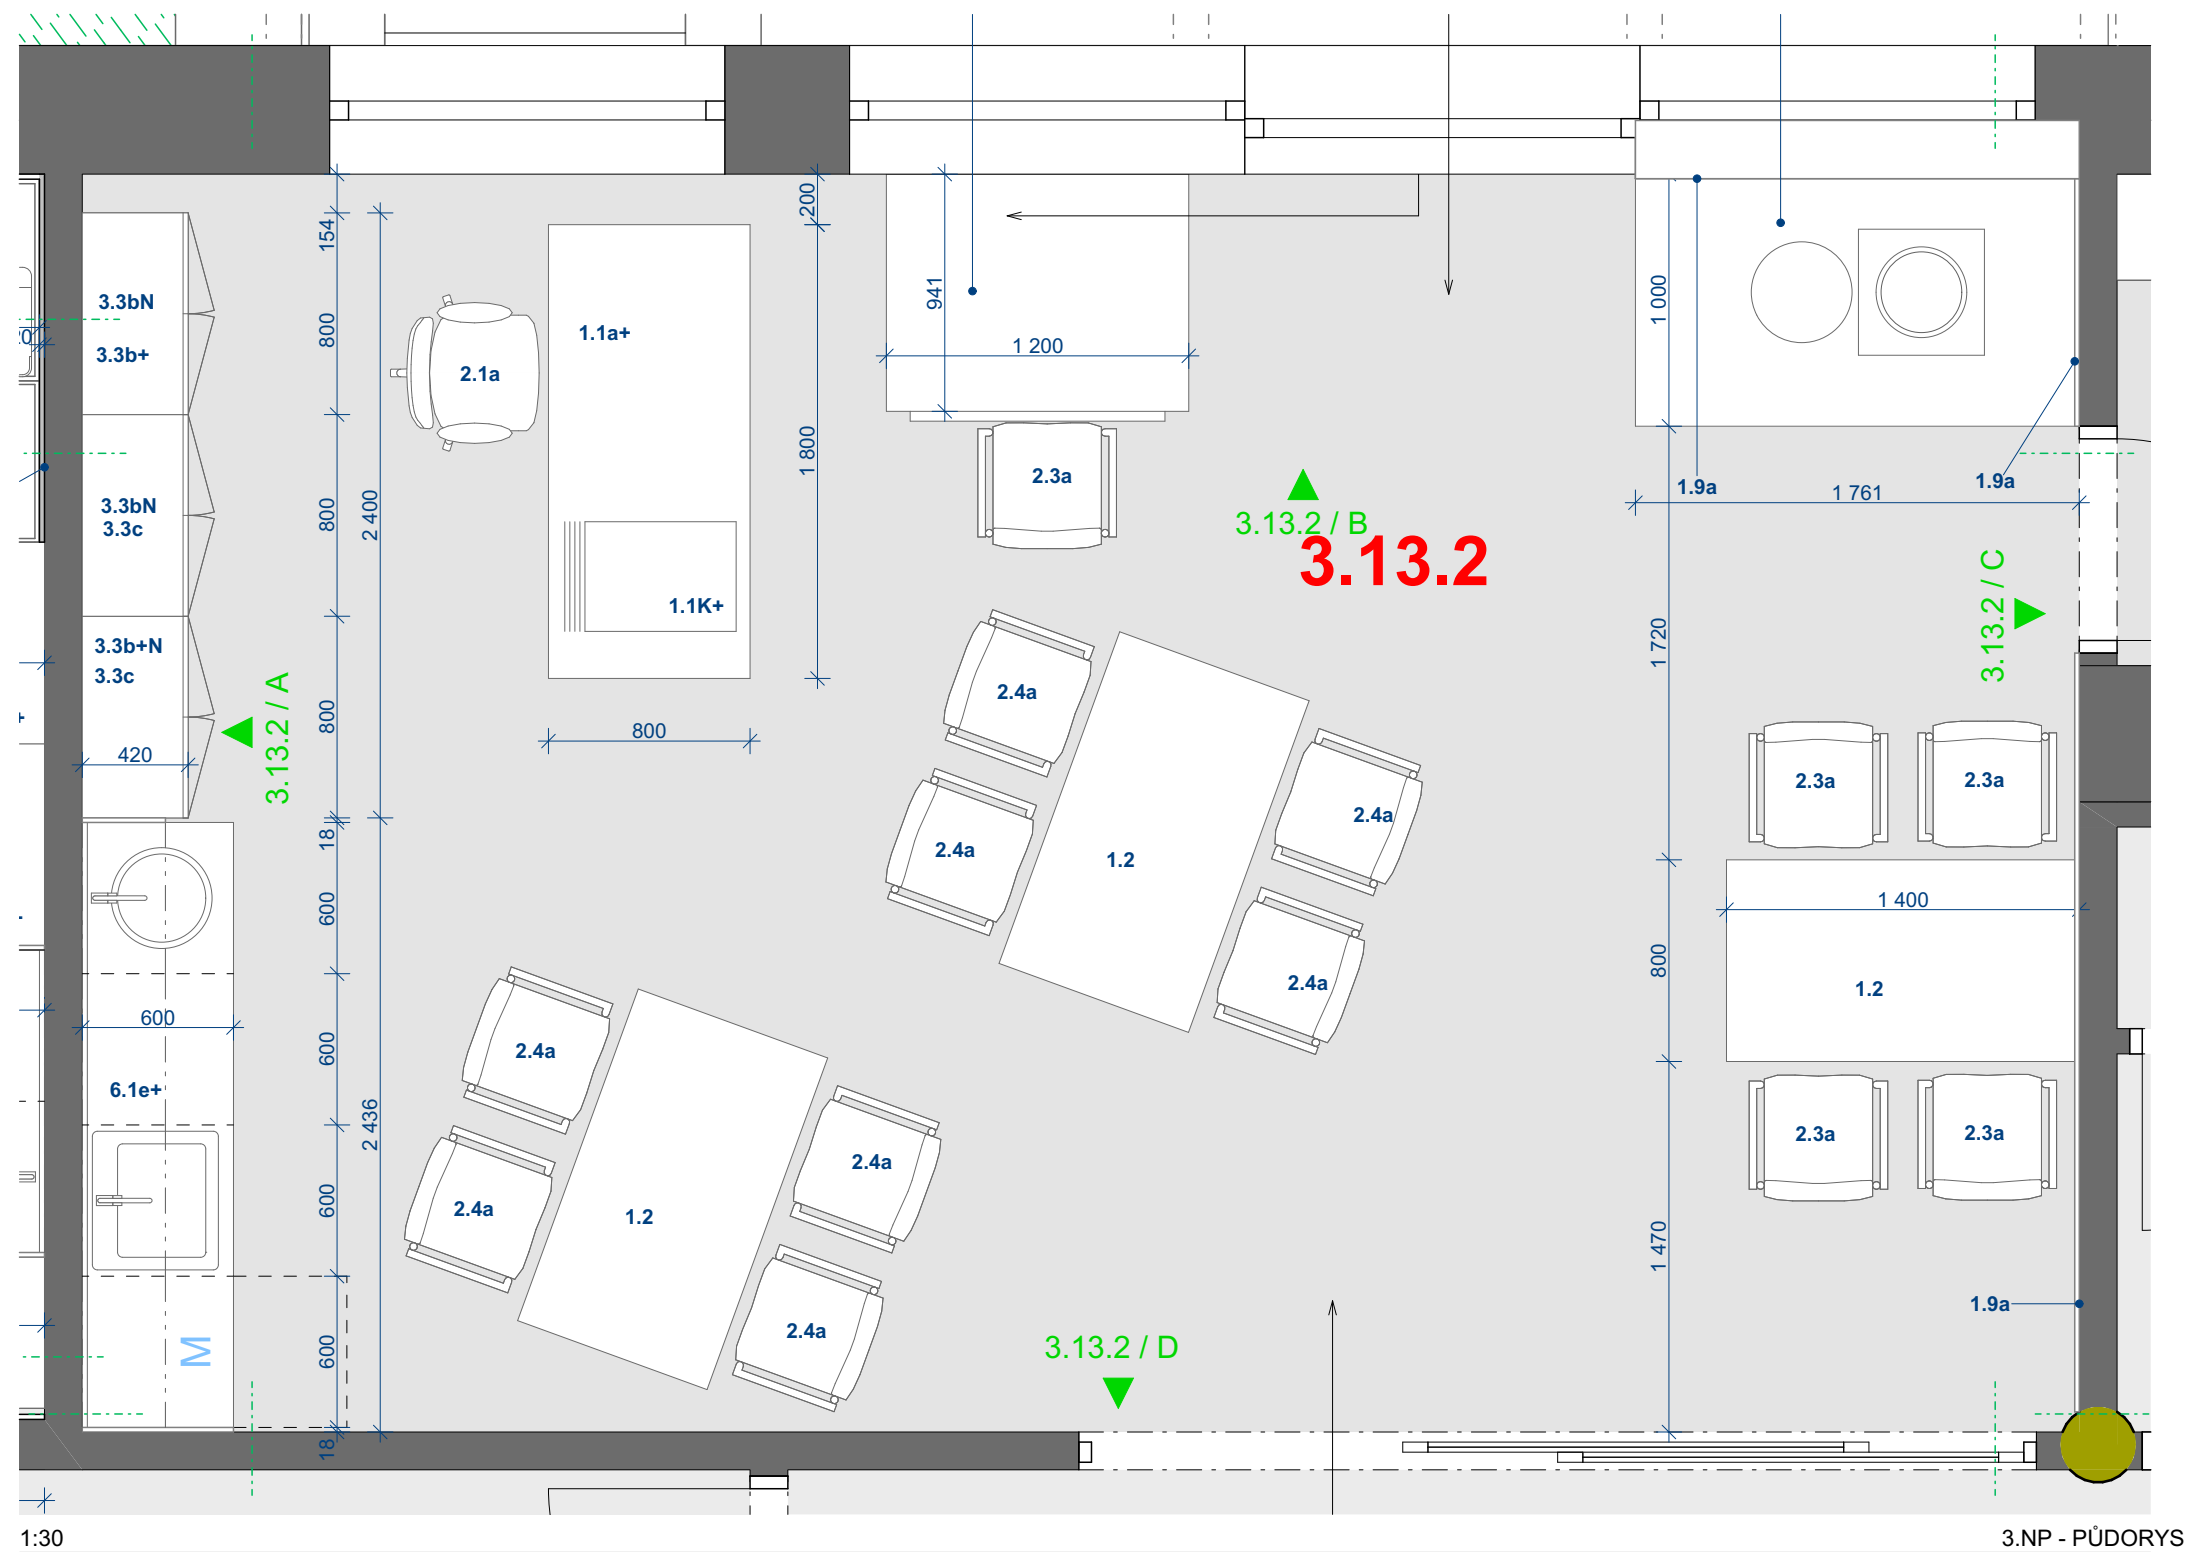 200
154
3.3bN
3.3b+
800
1.1a+
2.1a
941
1 200
1 000
1 800
2.3a
1.9a
1.9a
1 761
3.3bN
3.3c
800
2 400
3.13.2 / B
3.13.2
3.13.2 / C
1.1K+
3.3b+N
3.3c
1 720
3.13.2 / A
800
800
420
2.4a
2.4a
2.4a
2.4a
1.2
2.3a
2.3a
18
600
1 400
800
1.2
600
600
6.1e+
2 436
2.4a
2.4a
2.4a
2.4a
1.2
2.3a
2.3a
600
1 470
1.9a
M
600
3.13.2 / D
18
1:30
3.NP - PŮDORYS